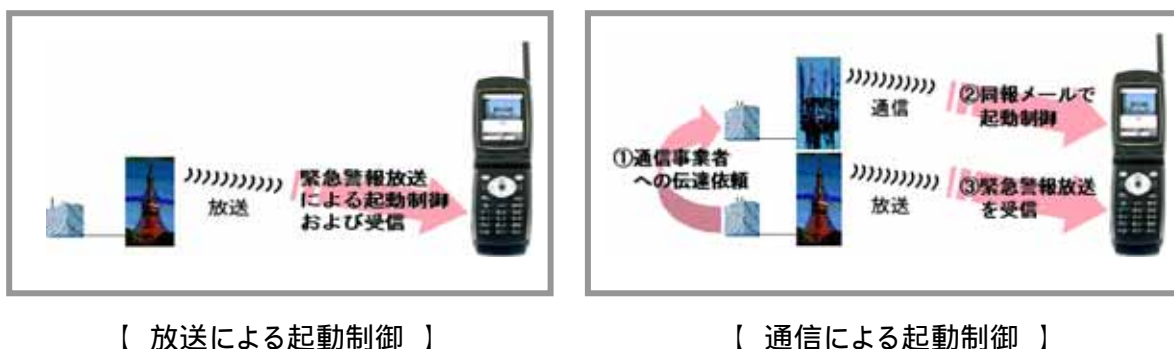 放送
緊急警報放送
による起動制御
および受信
【 放送による起動制御 】
①通信事業者
への伝達依頼
通信
②同報メールで
起動制御
放送
③緊急警報放送
を受信
【 通信による起動制御 】